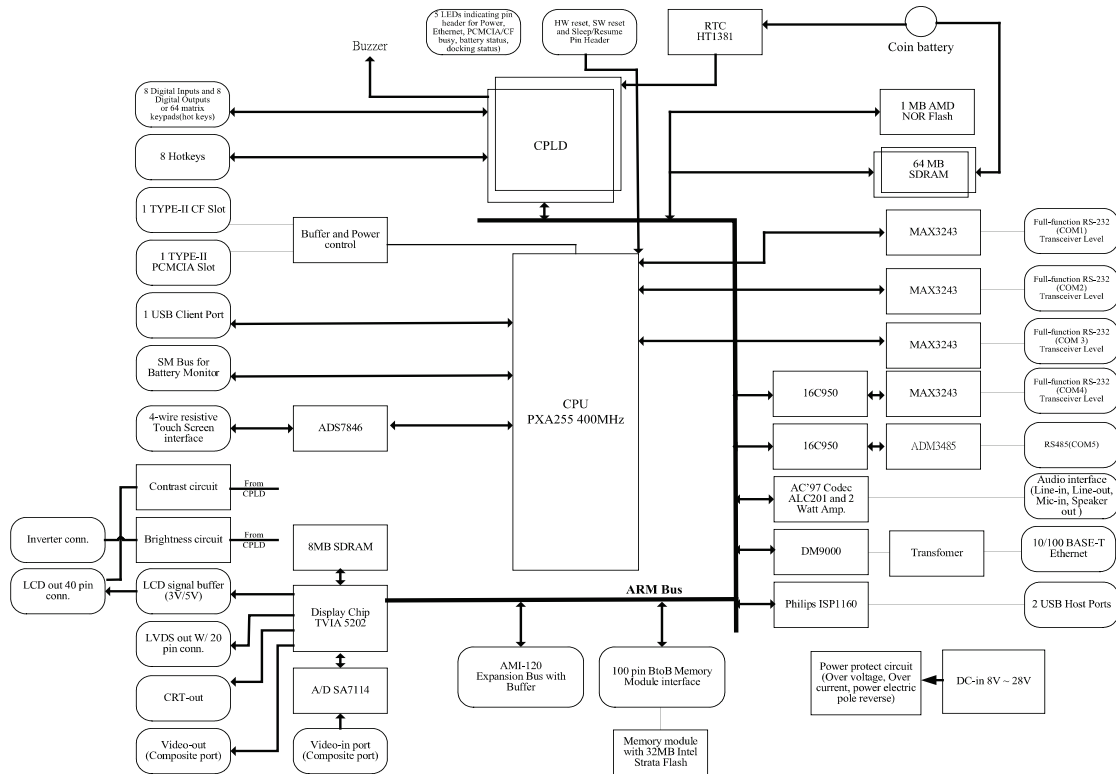 5 LEDs indicating pin
header for Power,
Ethernet, PCMCIA/CF
busy, battery status,
docking status)
HW reset, SW reset
and Sleep/Resume
Pin Header
RTC
HT1381
Coin battery
Buzzer
8 Digital Inputs and 8
Digital Outputs
or 64 matrix
keypads(hot keys)
CPLD
1 MB AMD
NOR Flash
8 Hotkeys
64 MB
SDRAM
1 TYPE-II CF Slot
Buffer and Power
control
1 TYPE-II
PCMCIA Slot
MAX3243
Full-function RS-232
(COM1)
Transceiver Level
MAX3243
Full-function RS-232
(COM2)
Transceiver Level
1 USB Client Port
MAX3243
Full-function RS-232
(COM 3)
Transceiver Level
SM Bus for
Battery Monitor
CPU
PXA255 400MHz
16C950
MAX3243
Full-function RS-232
(COM4)
Transceiver Level
4-wire resistive
Touch Screen
interface
ADS7846
16C950
ADM3485
RS485(COM5)
Contrast circuit
From
CPLD
AC'97 Codec
ALC201 and 2
Watt Amp.
Audio interface
(Line-in, Line-out,
Mic-in, Speaker
out )
Inverter conn.
Brightness circuit
From
CPLD
8MB SDRAM
DM9000
Transfomer
10/100 BASE-T
Ethernet
LCD out 40 pin
conn.
LCD signal buffer
(3V/5V)
Display Chip
TVIA 5202
ARM Bus
Philips ISP1160
2 USB Host Ports
LVDS out W/ 20
pin conn.
CRT-out
A/D SA7114
AMI-120
Expansion Bus with
Buffer
100 pin BtoB Memory
Module interface
Power protect circuit
(Over voltage, Over
current, power electric
pole reverse)
DC-in 8V ~ 28V
Video-out
(Composite port)
Video-in port
(Composite port)
Memory module
with 32MB Intel
Strata Flash